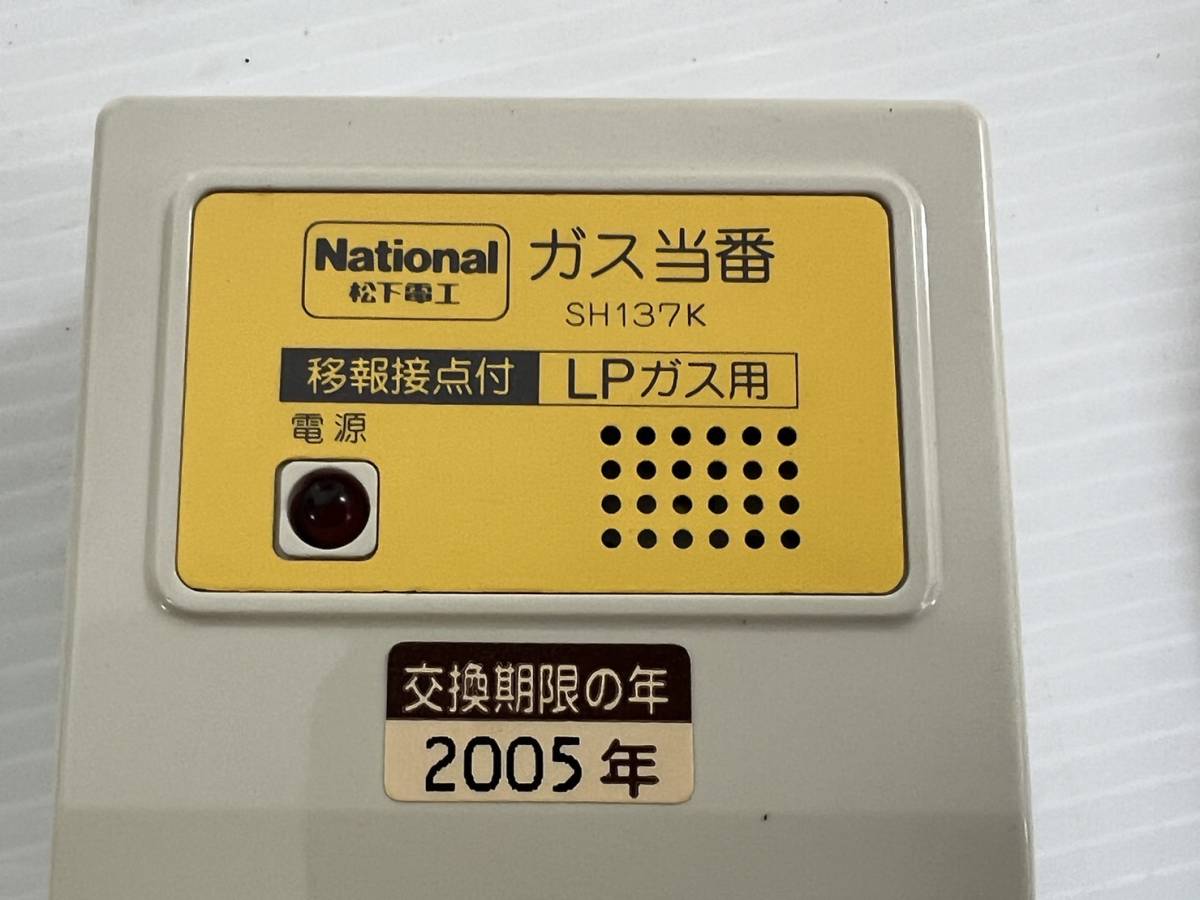 National
松下電工
ガス当番
SH137K
移報接点付 LPガス用
電源
交換期限の年
2005年